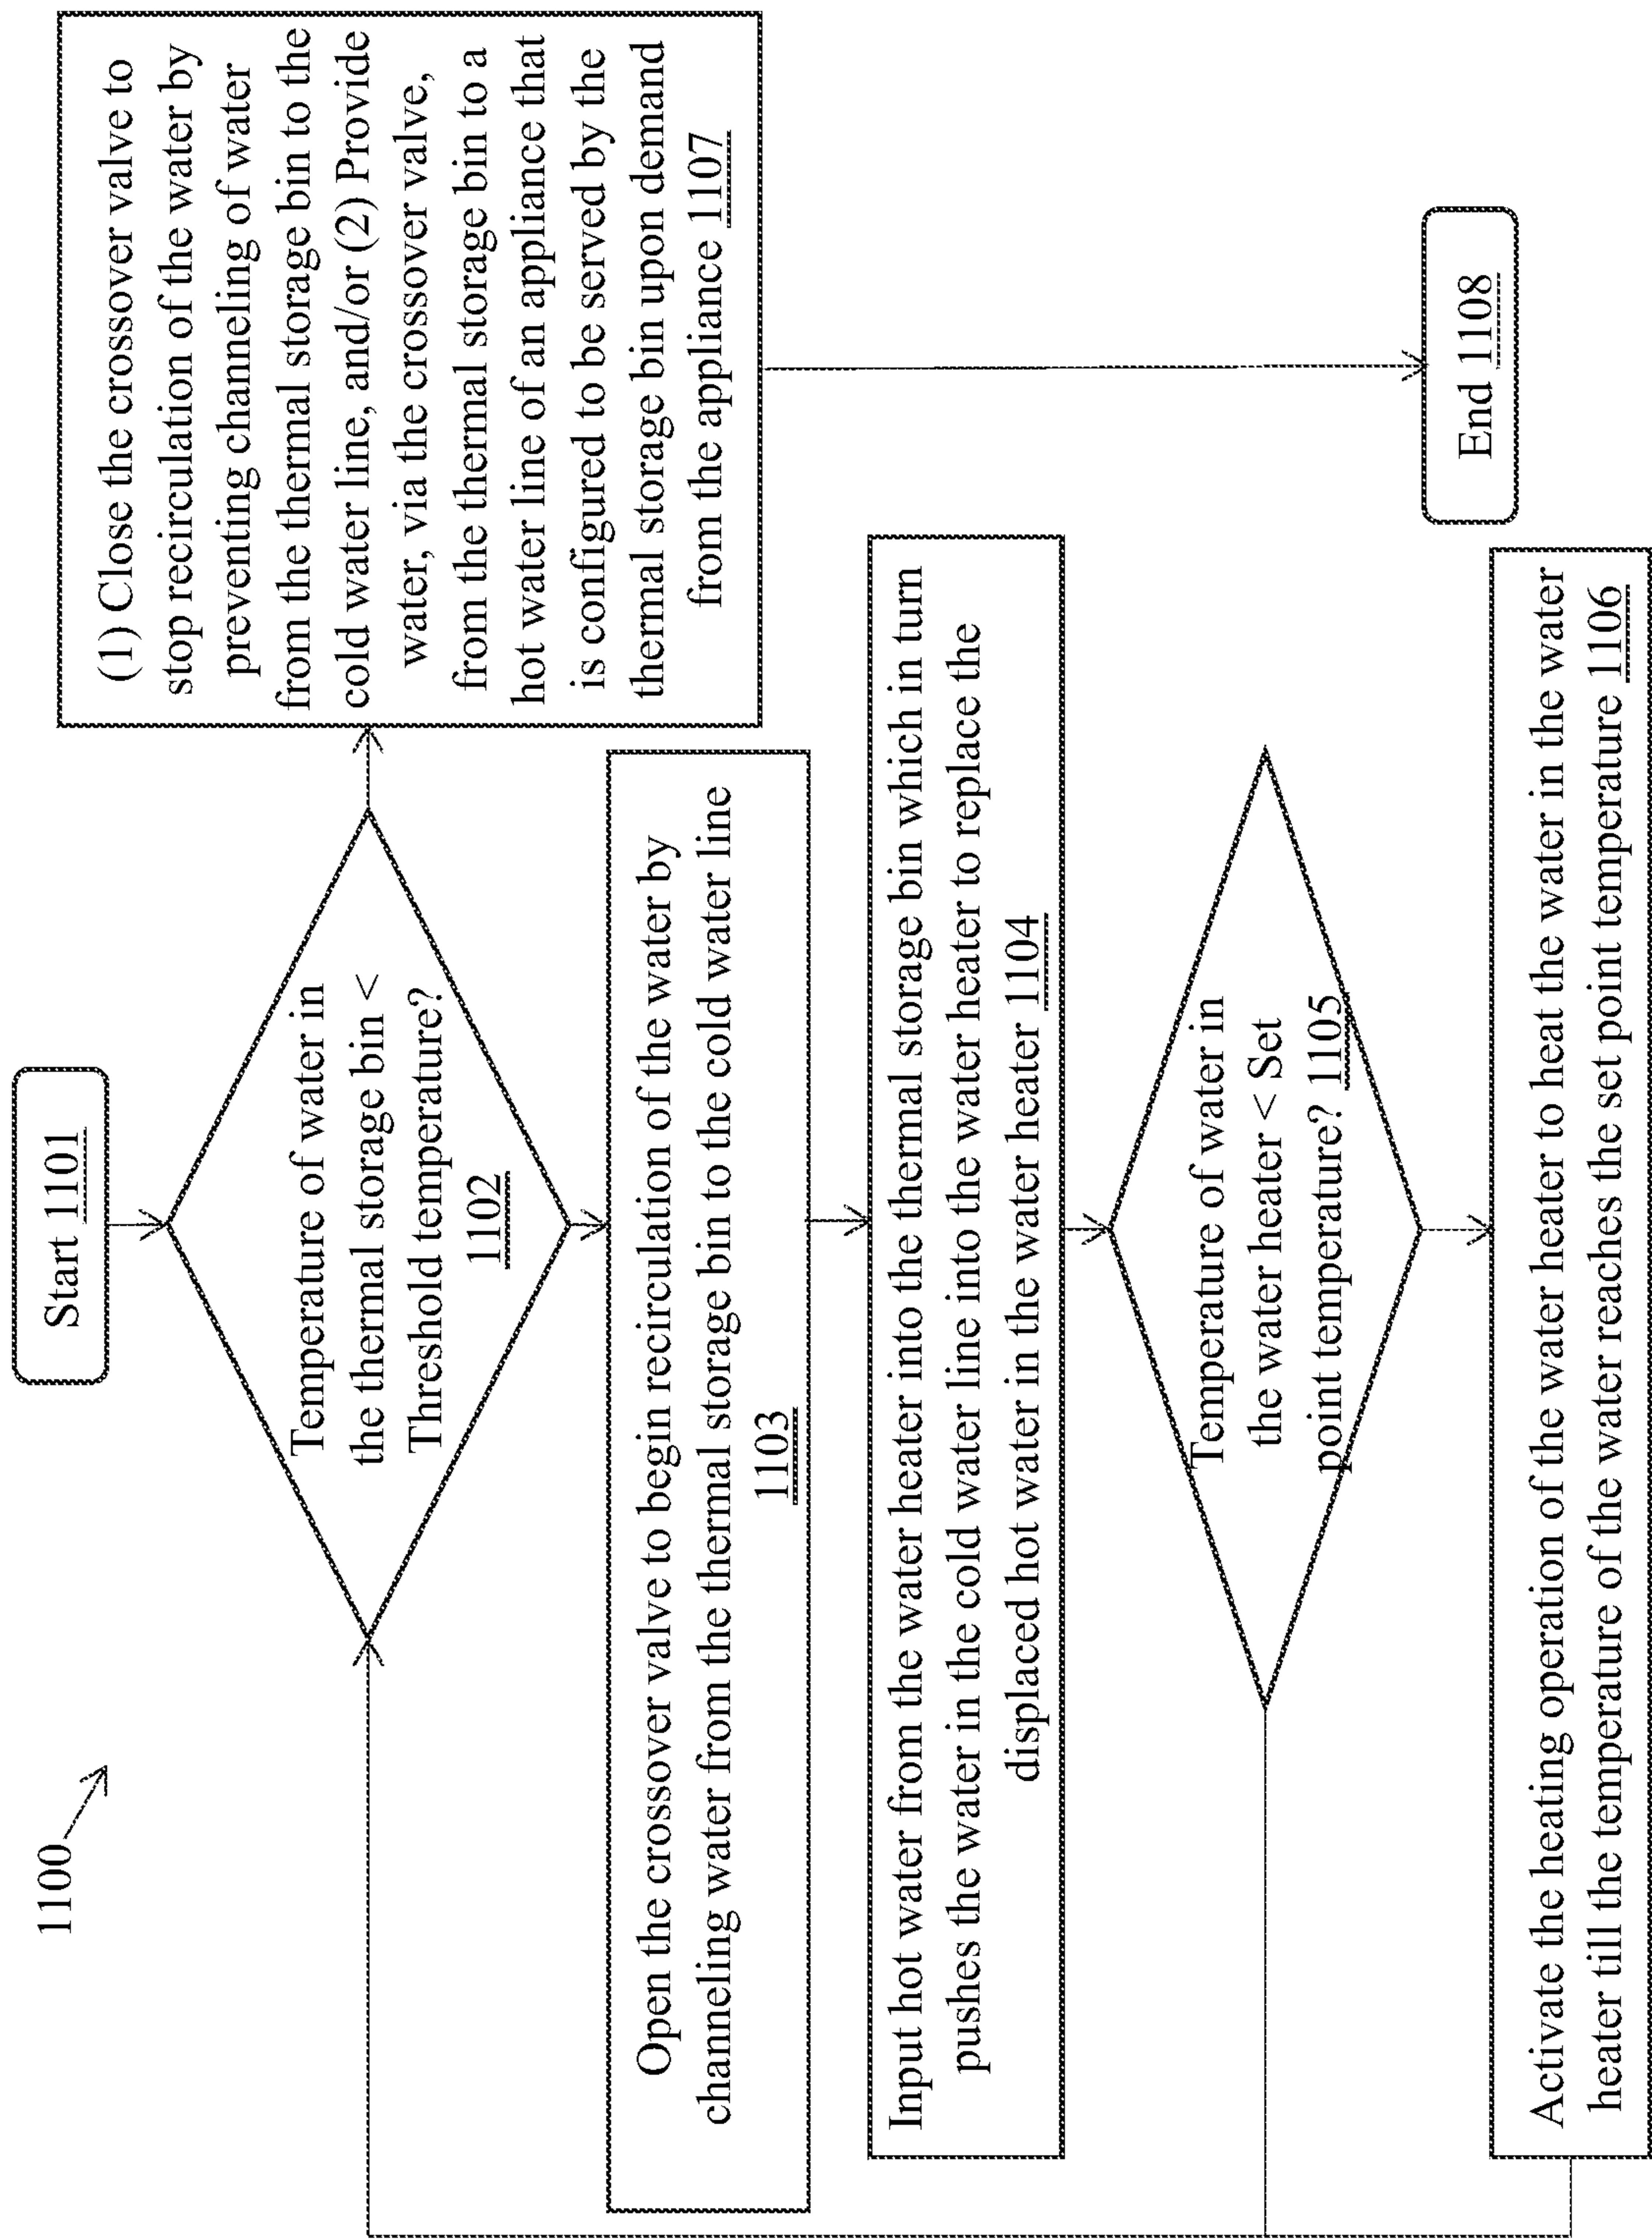 1100
Start 1101
Temperature of water in
the thermal storage bin <
Threshold temperature?
1102
(1) Close the crossover valve to
stop recirculation of the water by
preventing channeling of water
from the thermal storage bin to the
cold water line, and/or (2) Provide
water, via the crossover valve,
from the thermal storage bin to a
hot water line of an appliance that
is configured to be served by the
thermal storage bin upon demand
from the appliance 1107
Open the crossover valve to begin recirculation of the water by
channeling water from the thermal storage bin to the cold water line
1103
Input hot water from the water heater into the thermal storage bin which in turn
pushes the water in the cold water line into the water heater to replace the
displaced hot water in the water heater 1104
Temperature of water in
the water heater < Set
point temperature? 1105
Activate the heating operation of the water heater to heat the water in the water
heater till the temperature of the water reaches the set point temperature 1106
End 1108